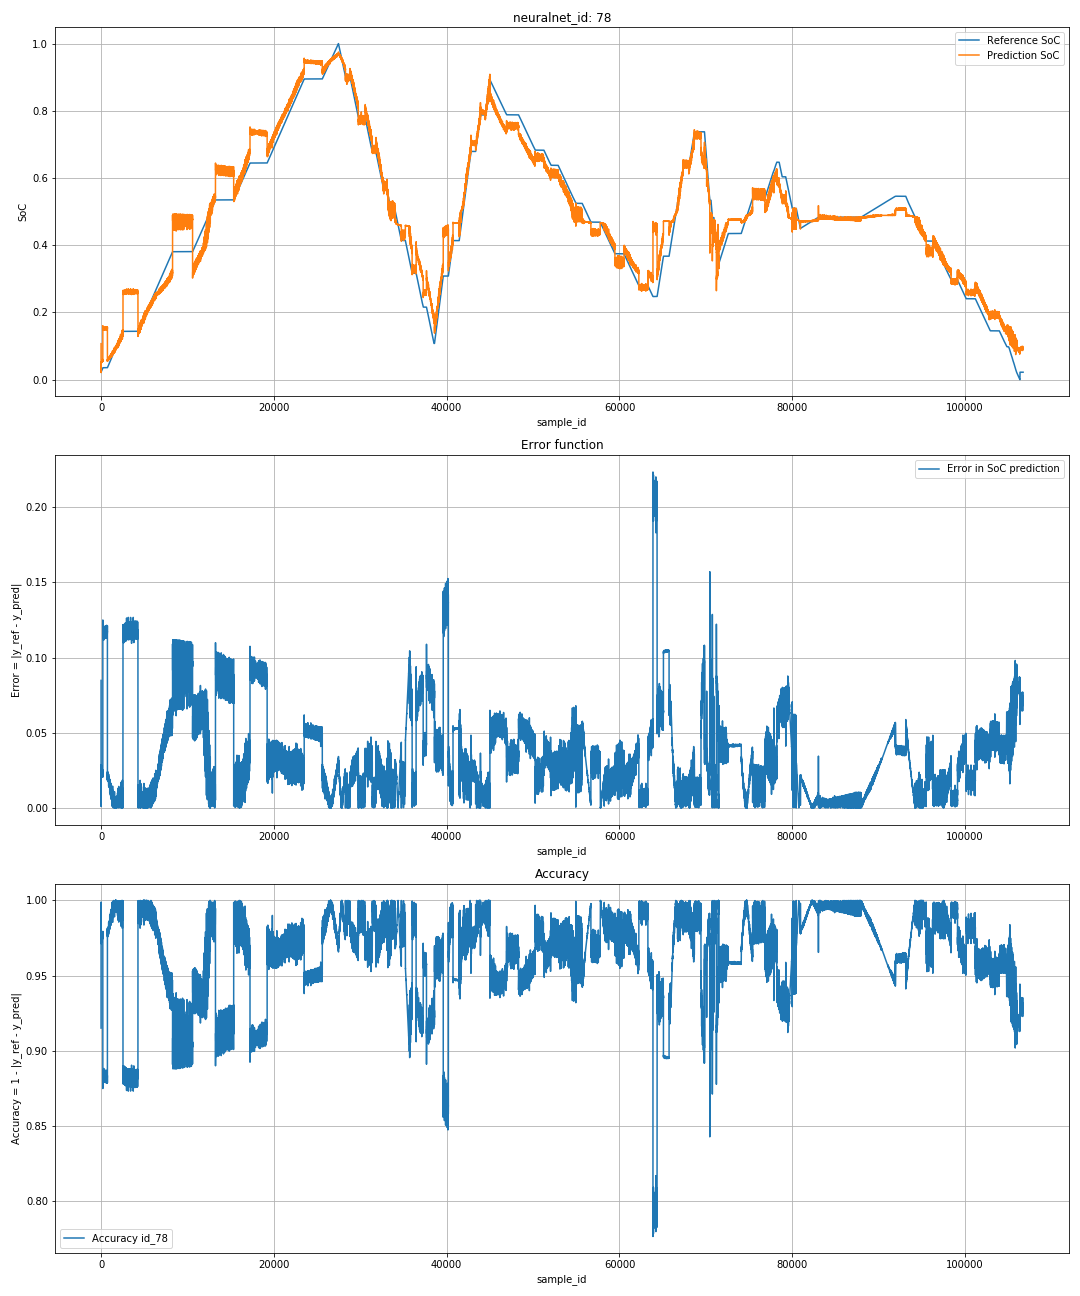 neuralnet_id: 78
Reference SoC
Prediction SoC
SoC
1.0
0.8
0.6
0.4
0.2
0.0
0 20000 40000 60000 80000 100000
sample_id
Error function
Error in SoC prediction
Error = |y_ref - y_pred|
0.20
0.15
0.10
0.05
0.00
0 20000 40000 60000 80000 100000
sample_id
Accuracy
Accuracy = 1 - |y_ref - y_pred|
1.00
0.95
0.90
0.85
0.80
Accuracy id_78
0 20000 40000 60000 80000 100000
sample_id